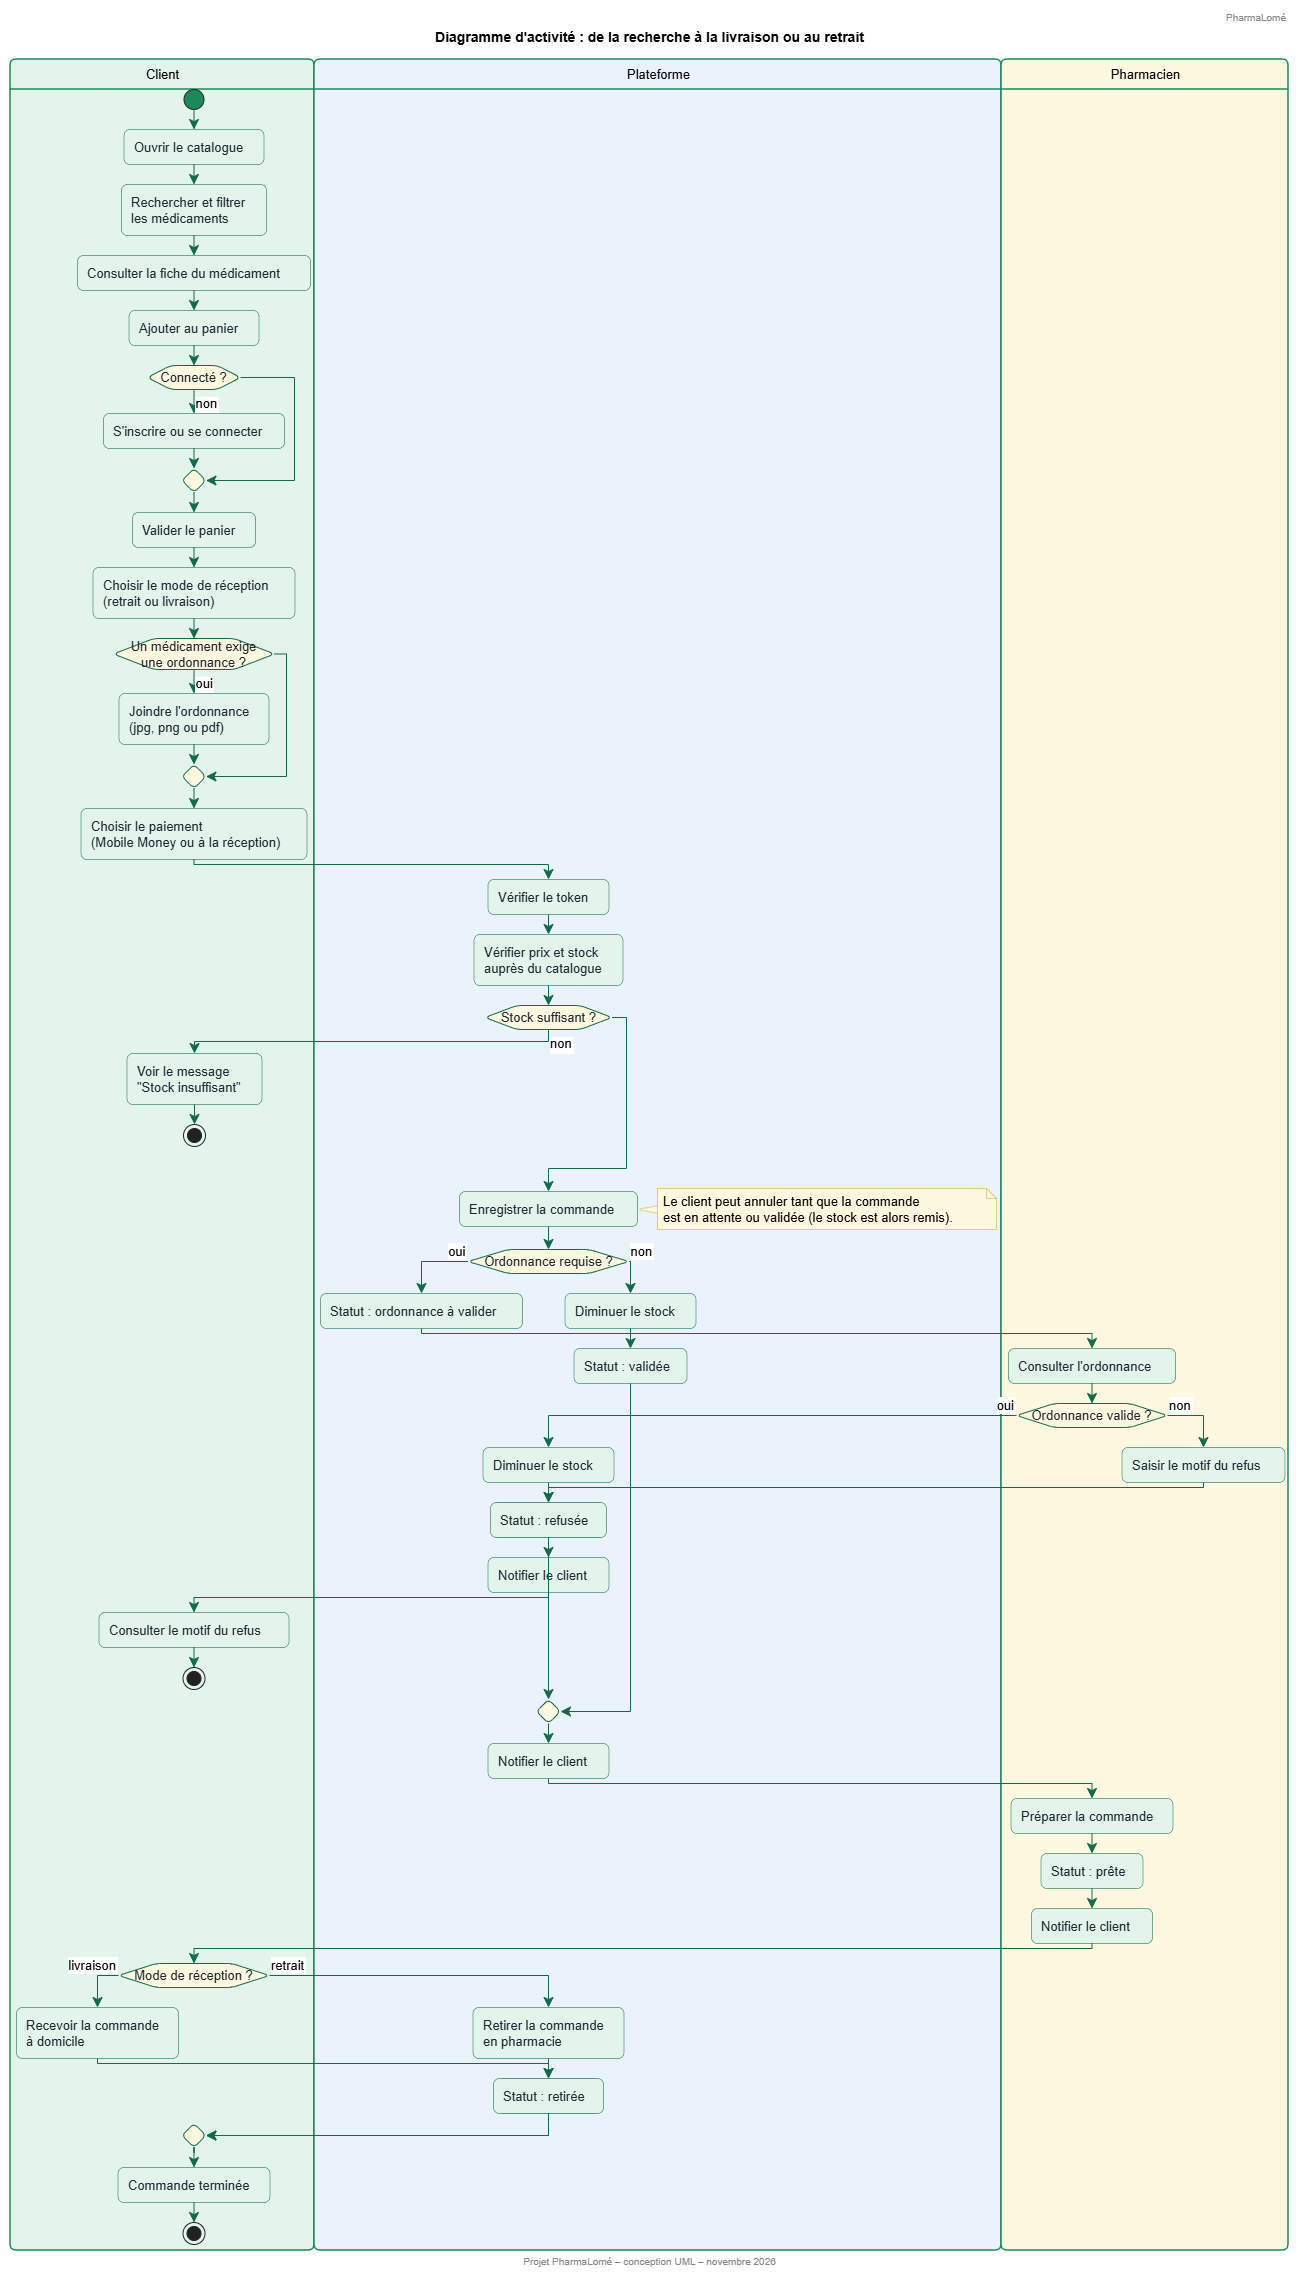 PharmaLomé
Diagramme d'activité : de la recherche à la livraison ou au retrait
Client
Plateforme
Pharmacien
Ouvrir le catalogue
Rechercher et filtrer
les médicaments
Consulter la fiche du médicament
Ajouter au panier
Connecté ?
non
S'inscrire ou se connecter
Valider le panier
Choisir le mode de réception
(retrait ou livraison)
Un médicament exige
une ordonnance ?
oui
Joindre l'ordonnance
(jpg, png ou pdf)
Choisir le paiement
(Mobile Money ou à la réception)
Vérifier le token
Vérifier prix et stock
auprès du catalogue
Stock suffisant ?
non
Voir le message
"Stock insuffisant"
Enregistrer la commande
Le client peut annuler tant que la commande
est en attente ou validée (le stock est alors remis).
oui
Ordonnance requise ?
non
Statut : ordonnance à valider
Diminuer le stock
Statut : validée
Consulter l'ordonnance
oui
Ordonnance valide ?
non
Diminuer le stock
Saisir le motif du refus
Statut : refusée
Notifier le client
Consulter le motif du refus
Notifier le client
Préparer la commande
Statut : prête
Notifier le client
livraison
Mode de réception ?
retrait
Recevoir la commande
à domicile
Retirer la commande
en pharmacie
Statut : retirée
Commande terminée
Projet PharmaLomé – conception UML – novembre 2026